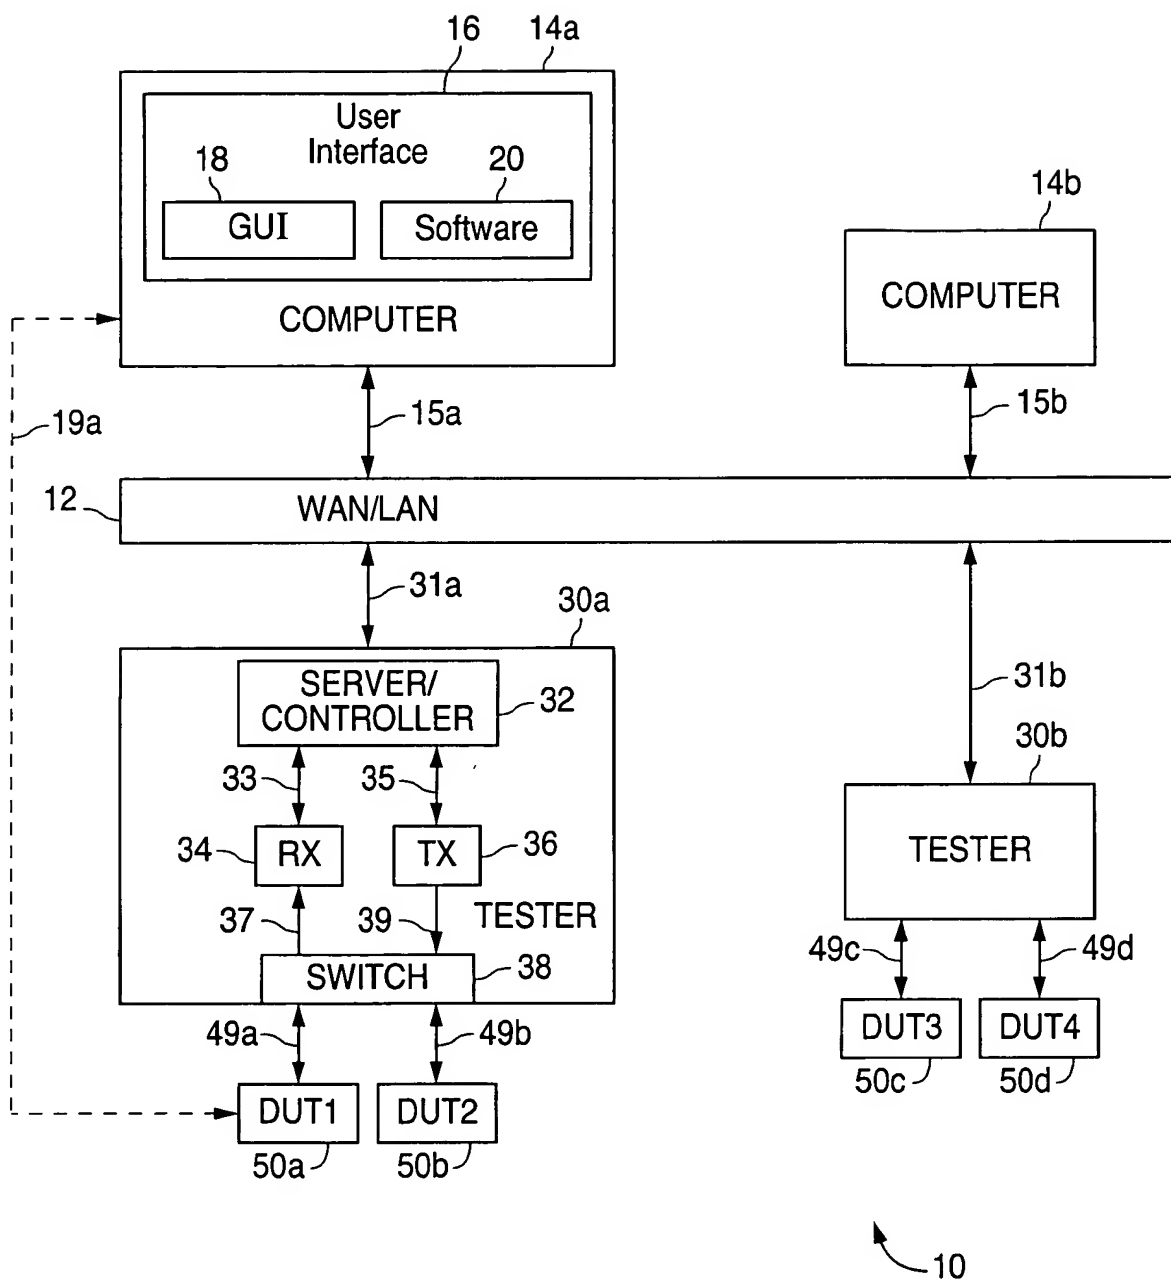 16
14a
User
Interface
18
20
GUI
Software
COMPUTER
14b
COMPUTER
19a
15a
15b
12
WAN/LAN
31a
30a
31b
30b
SERVER/
CONTROLLER
32
33
35
34
RX
TX
36
TESTER
37
39
TESTER
SWITCH
38
49a
49b
49c
49d
DUT3
DUT4
50c
50d
DUT1
DUT2
50a
50b
10